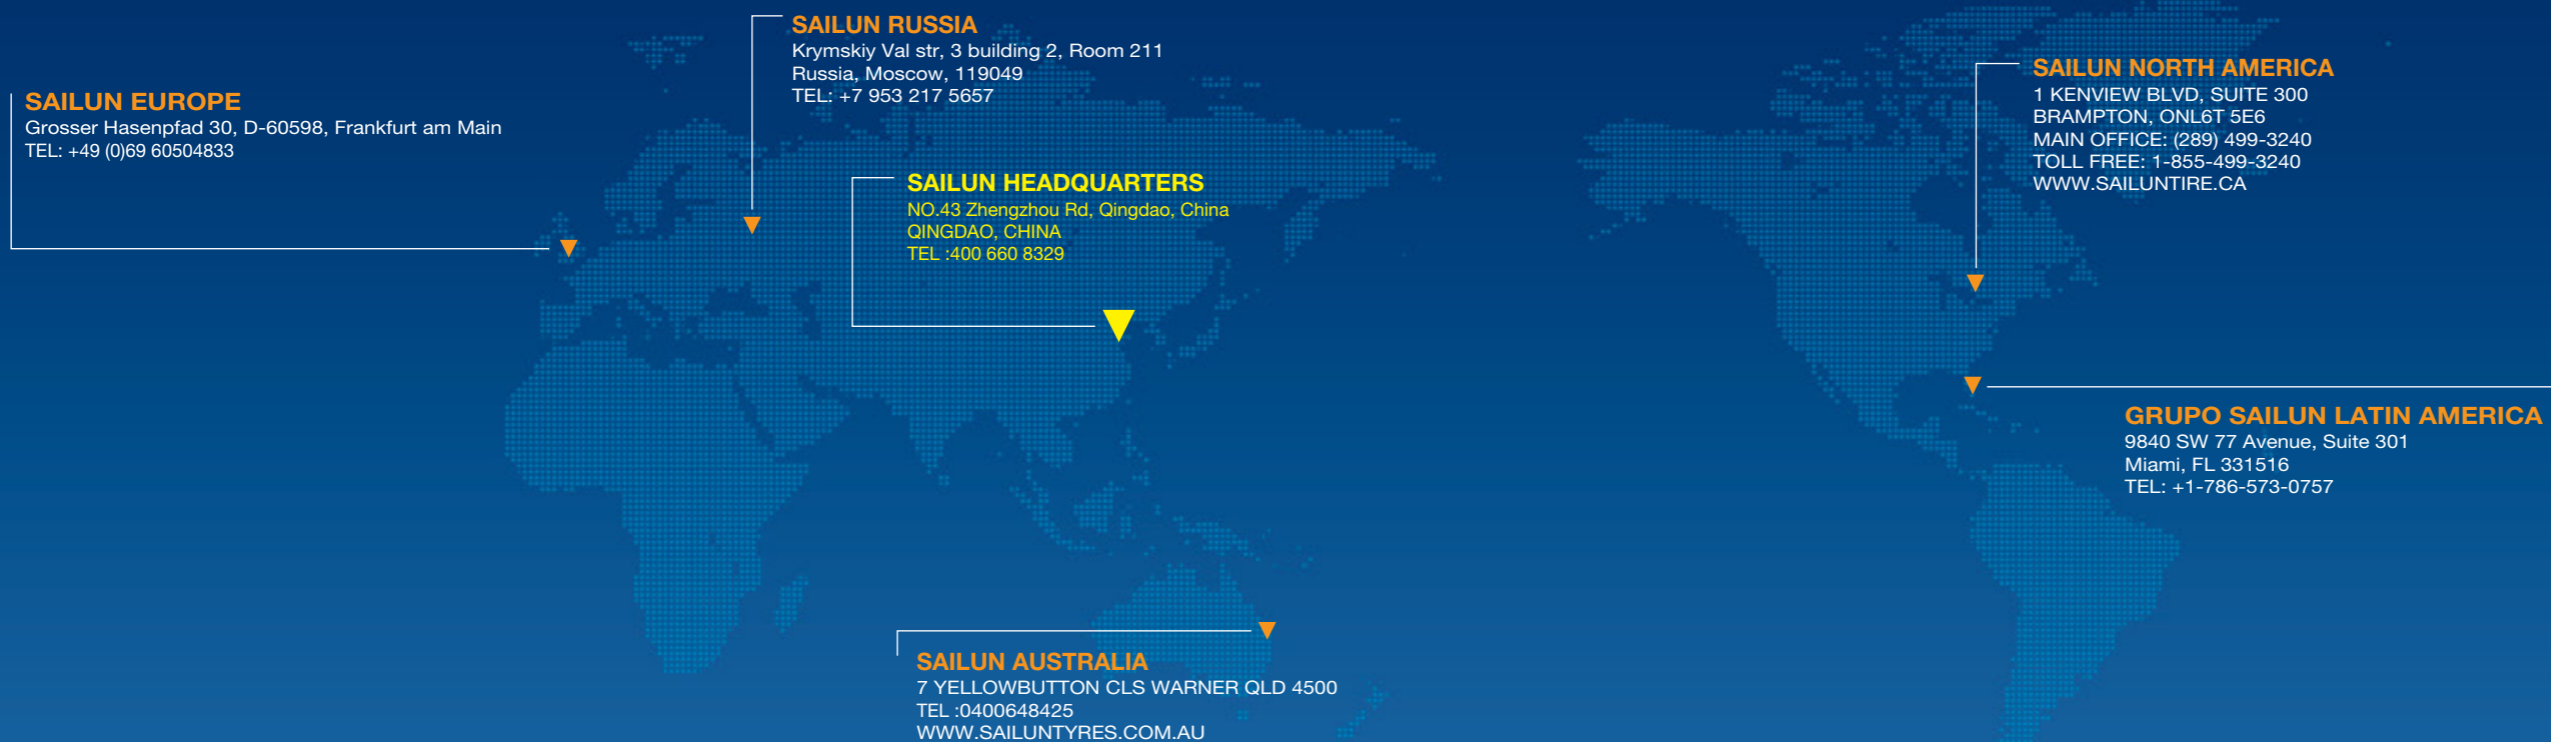 SAILUN EUROPE
Grosser Hasenpfad 30, D-60598, Frankfurt am Main
TEL: +49 (0)69 60504833
SAILUN RUSSIA
Krymskiy Val str, 3 building 2, Room 211
Russia, Moscow, 119049
TEL: +7 953 217 5657
SAILUN HEADQUARTERS
NO.43 Zhengzhou Rd, Qingdao, China
QINGDAO, CHINA
TEL :400 660 8329
SAILUN NORTH AMERICA
1 KENVIEW BLVD, SUITE 300
BRAMPTON, ONL6T 5E6
MAIN OFFICE: (289) 499-3240
TOLL FREE: 1-855-499-3240
WWW.SAILUNTIRE.CA
GRUPO SAILUN LATIN AMERICA
9840 SW 77 Avenue, Suite 301
Miami, FL 331516
TEL: +1-786-573-0757
SAILUN AUSTRALIA
7 YELLOWBUTTON CLS WARNER QLD 4500
TEL :0400648425
WWW.SAILUNTYRES.COM.AU